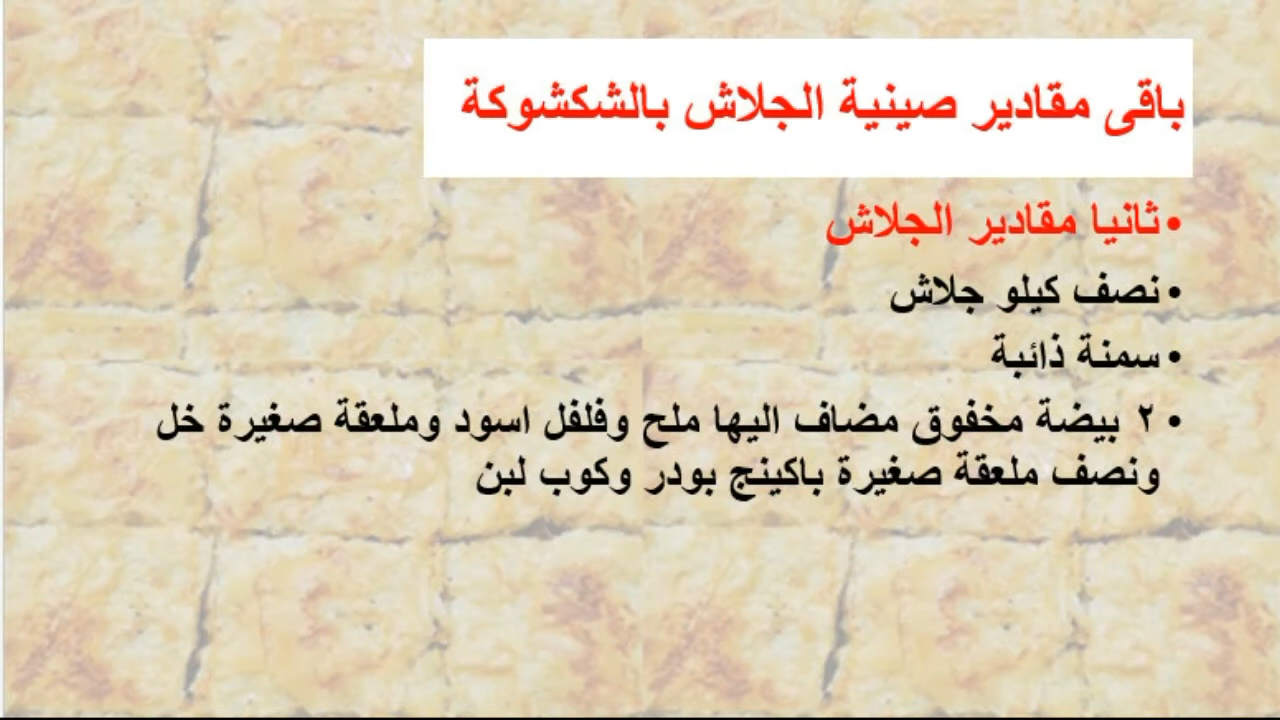 باقى مقادير صينية الجلاش بالشكشوكة
•ثانيا مقادير الجلاش
•نصف كيلو جلاش
•سمنة ذائبة
•٢ بيضة مخفوق مضاف اليها ملح وفلفل اسود وملعقة صغيرة خل
ونصف ملعقة صغيرة باكينج بودر وكوب لبن